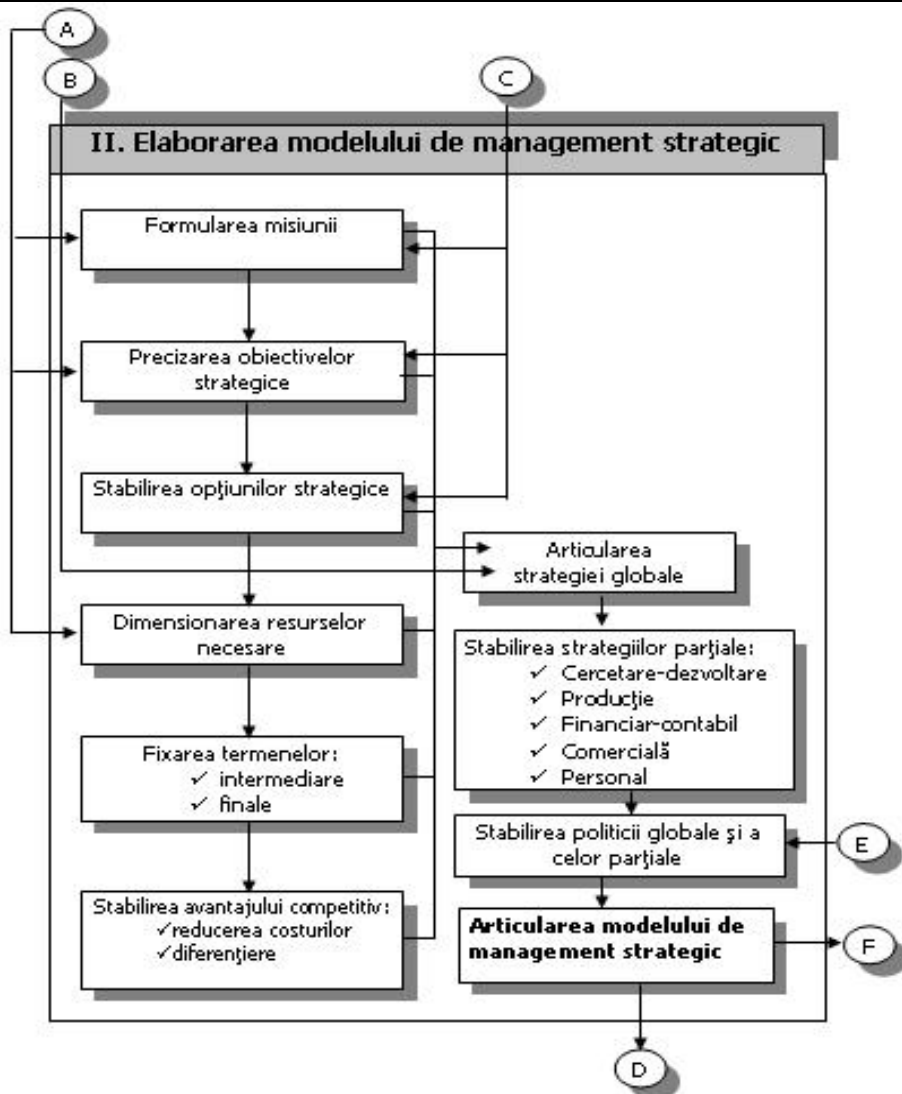 A
B
C
II. Elaborarea modelului de management strategic
Formularea misiunii
Precizarea obiectivelor
strategice
Stabilirea opţiunilor strategice
Dimensionarea resurselor
necesare
Fixarea termenelor:
✓ intermediare
✓ finale
Stabilirea avantajului competitiv:
✓reducerea costurilor
✓diferenţiere
Articularea
strategiei globale
Stabilirea strategiilor parţiale:
✓ Cercetare-dezvoltare
✓ Producţie
✓ Financiar-contabil
✓ Comercială
✓ Personal
Stabilirea politicii globale şi a
celor parţiale
E
Articularea modelului de
management strategic
F
D